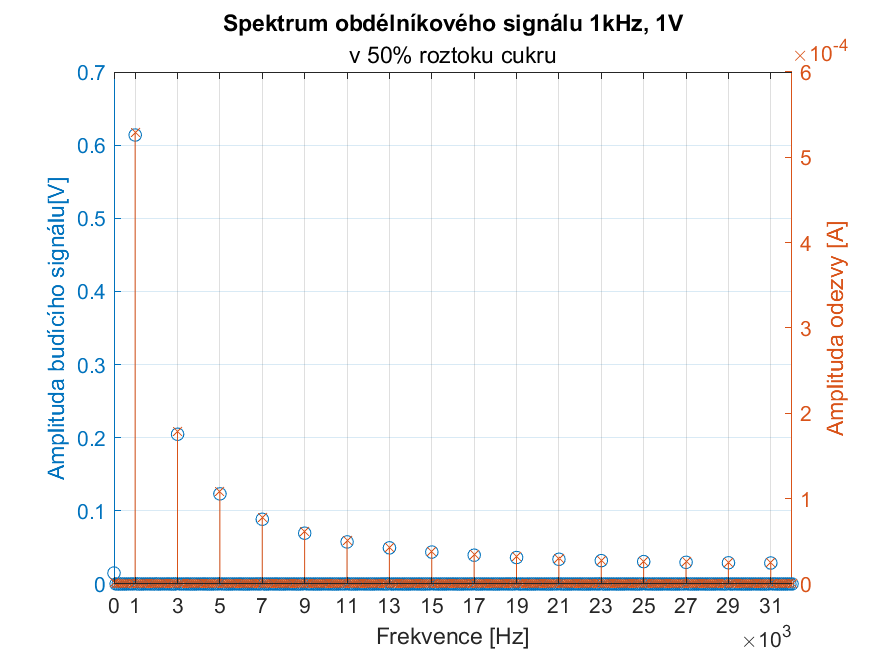 Spektrum obdélníkového signálu 1kHz, 1V
v 50% roztoku cukru
×10-4
Amplituda budícího signálu[V]
0.7
0.6
0.5
0.4
0.3
0.2
0.1
0
6
5
4
3
2
1
0
Amplituda odezvy [A]
0 1 3 5 7 9 11 13 15 17 19 21 23 25 27 29 31
Frekvence [Hz]
×103